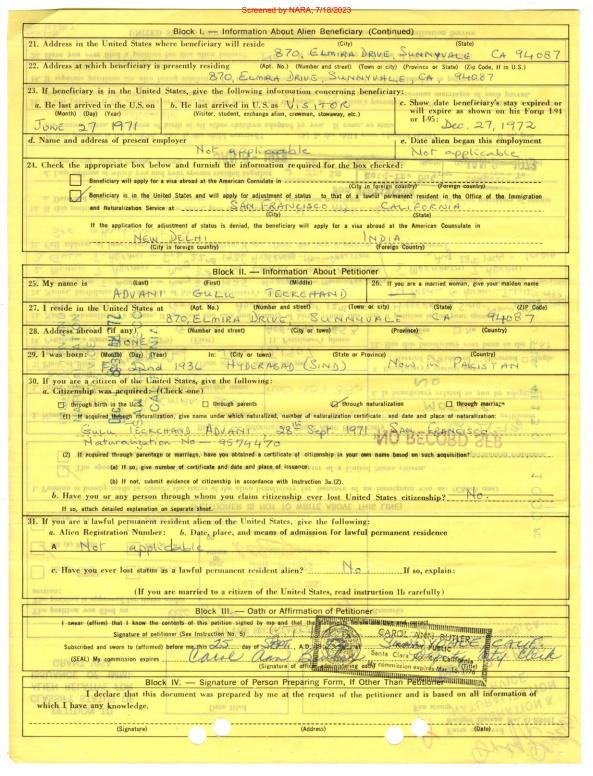 Screened by NARA, 7/18/2023
Block I. — Information About Alien Beneficiary (Continued)
21. Address in the United States where beneficiary will reside (City) (State)
870, ELMIRA DRIVE, SUNNYVALE CA 94087
22. Address at which beneficiary is presently residing (Apt. No.) (Number and street) (Town or city) (Province or State) (Zip Code, if in U.S.)
870, ELMIRA DRIVE, SUNNYVALE, CA 94087
23. If beneficiary is in the United States, give the following information concerning beneficiary:
a. He last arrived in the U.S. on (Month) (Day) (Year)
JUNE 27 1971
b. He last arrived in U.S. as VISITOR
(Visitor, student, exchange alien, crewman, stowaway, etc.)
c. Show date beneficiary's stay expired or will expire as shown on his Form I-94 or I-95:
Dec. 27, 1972
d. Name and address of present employer
Not applicable
e. Date alien began this employment
Not applicable
24. Check the appropriate box below and furnish the information required for the box checked:
Beneficiary will apply for a visa abroad at the American Consulate in
(City in foreign country) (Foreign country)
Beneficiary is in the United States and will apply for adjustment of status to that of a lawful permanent resident in the Office of the Immigration
and Naturalization Service at SAN FRANCISCO CALIFORNIA
(City) (State)
If the application for adjustment of status is denied, the beneficiary will apply for a visa abroad at the American Consulate in
NEW DELHI INDIA
(City in foreign country) (Foreign Country)
Block II. — Information About Petitioner
25. My name is (Last) (First) (Middle)
ADVANI GULU TECKCHAND
26. If you are a married woman, give your maiden name
27. I reside in the United States at (Apt. No.) (Number and street) (Town or city) (State) (ZIP Code)
870, ELMIRA DRIVE, SUNNYVALE CA 94087
28. Address abroad (if any) (Number and street) (City or town) (Province) (Country)
NONE
29. I was born: (Month) (Day) (Year) In: (City or town) (State or Province) (Country)
22nd 1936 HYDERABAD (SIND) NOW IN PAKISTAN
30. If you are a citizen of the United States, give the following:
a. Citizenship was acquired: (Check one)
through birth in the U.S. through parents through naturalization through marriage
(1) If acquired through naturalization, give name under which naturalized, number of naturalization certificate and date and place of naturalization:
GULU TECKCHAND ADVANI 28th Sept 1971 SAN FRANCISCO
Naturalization No — 9574470
(2) If acquired through parentage or marriage, have you obtained a certificate of citizenship in your own name based on such acquisition?
(a) If so, give number of certificate and date and place of issuance:
(b) If not, submit evidence of citizenship in accordance with Instruction 3a.(2).
b. Have you or any person through whom you claim citizenship ever lost United States citizenship? No
If so, attach detailed explanation on separate sheet.
31. If you are a lawful permanent resident alien of the United States, give the following:
a. Alien Registration Number: b. Date, place, and means of admission for lawful permanent residence
A Not applicable
c. Have you ever lost status as a lawful permanent resident alien? No If so, explain:
(If you are married to a citizen of the United States, read instruction 1b carefully)
Block III. — Oath or Affirmation of Petitioner
I swear (affirm) that I know the contents of this petition signed by me and that the
Signature of petitioner (See Instruction No. 5)
Subscribed and sworn to (affirmed) before me this 25 day of Sept, A.D.
(SEAL) My commission expires Carol Ann
CAROL ANN BUTLER
Santa Clara
My commission expires
City Clerk
Block IV. — Signature of Person Preparing Form, If Other Than Petitioner
I declare that this document was prepared by me at the request of the petitioner and is based on all information of
which I have any knowledge.
(Signature) (Address) (Date)